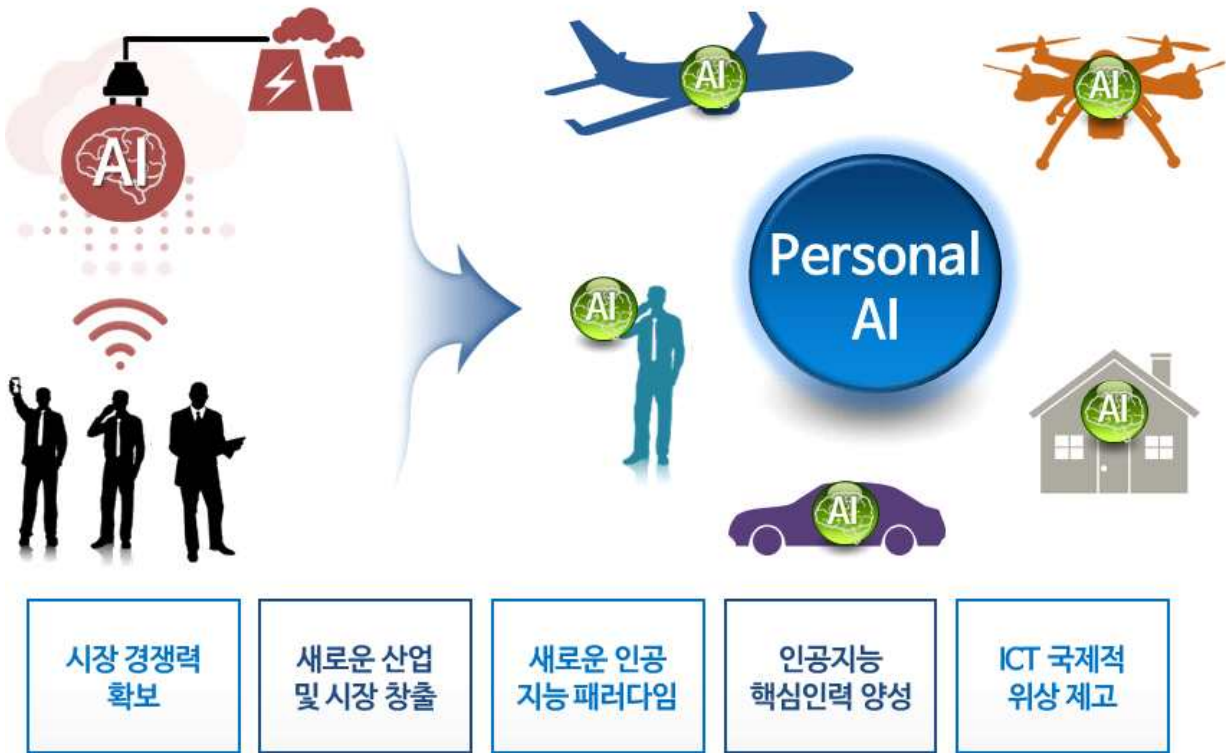 AI
AI
AI
Personal
AI
AI
AI
AI
시장 경쟁력
확보
새로운 산업
및 시장 창출
새로운 인공
지능 패러다임
인공지능
핵심인력 양성
ICT 국제적
위상 제고